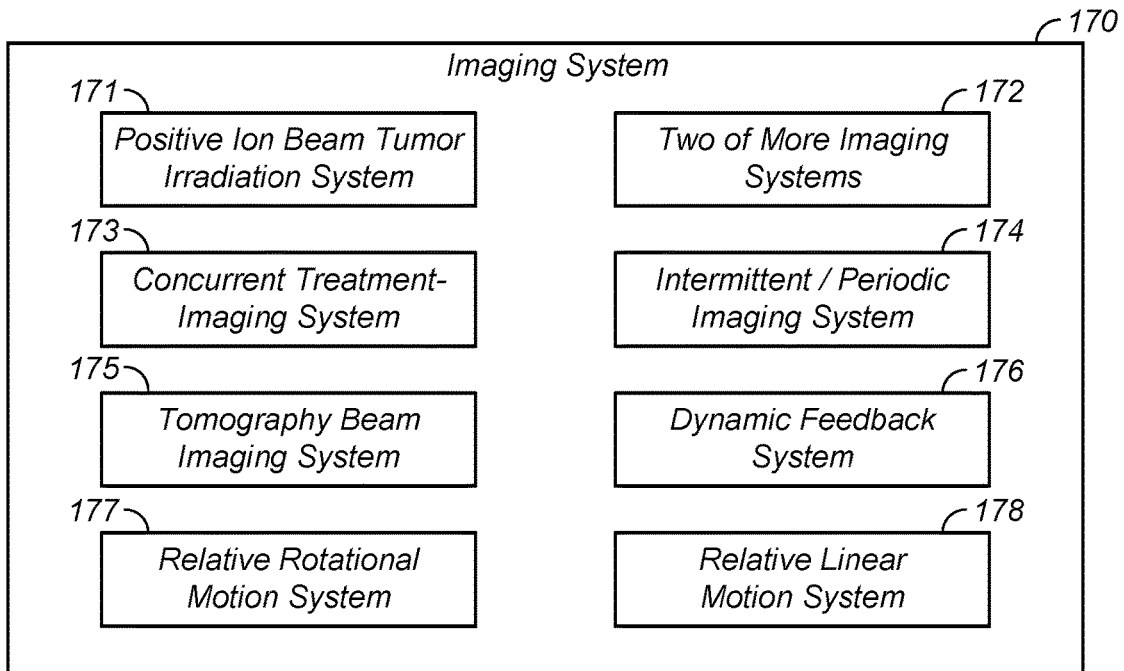 170
Imaging System
171
Positive Ion Beam Tumor
Irradiation System
172
Two of More Imaging
Systems
173
Concurrent Treatment-
Imaging System
174
Intermittent / Periodic
Imaging System
175
Tomography Beam
Imaging System
176
Dynamic Feedback
System
177
Relative Rotational
Motion System
178
Relative Linear
Motion System